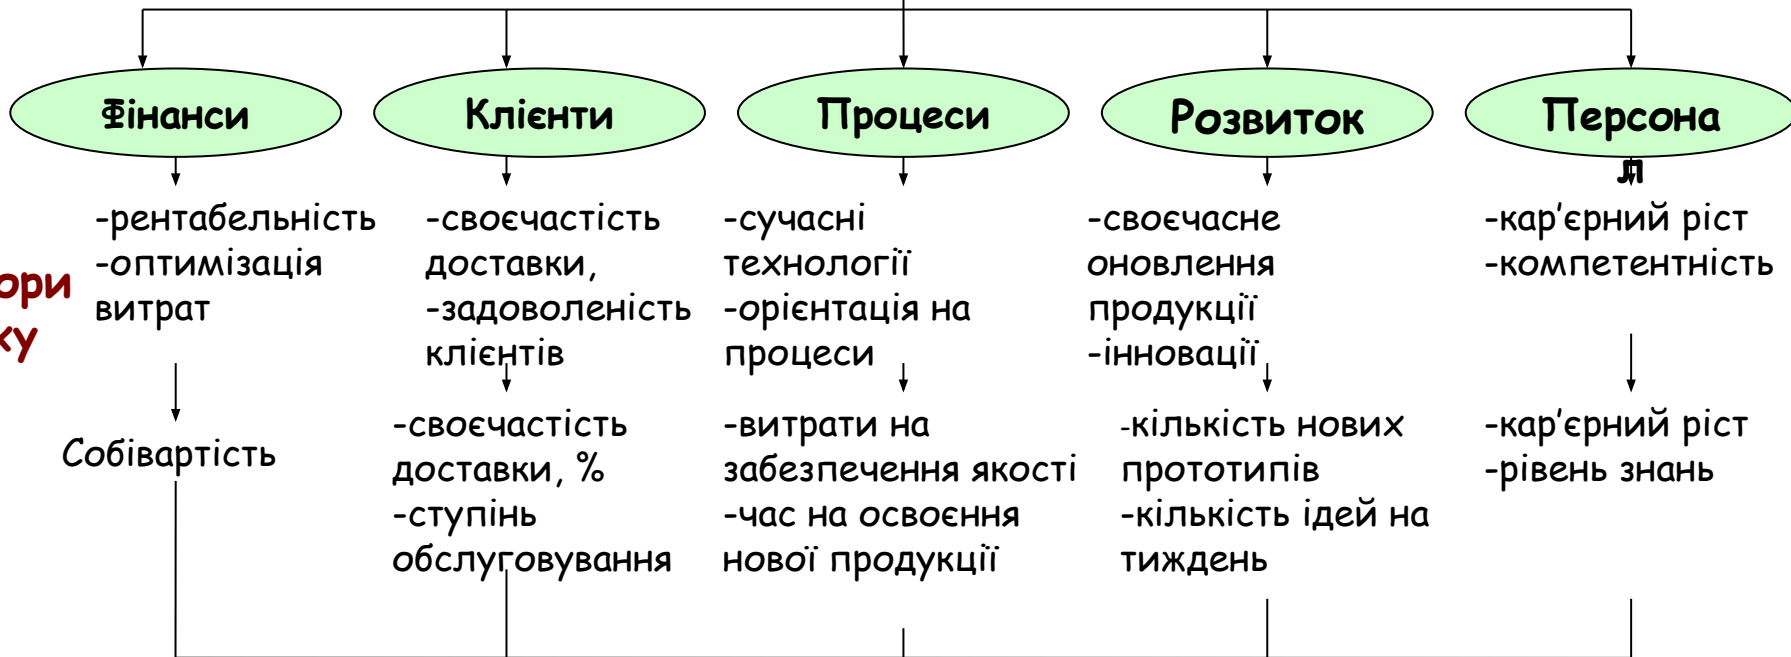 Фінанси
Клієнти
Процеси
Розвиток
Персона
л
-рентабельність
-оптимізація
витрат
-своєчастість
доставки,
-задоволеність
клієнтів
-сучасні
технології
-орієнтація на
процеси
-своєчасне
оновлення
продукції
-інновації
-кар'єрний ріст
-компетентність
ори
ку
Собівартість
-своєчастість
доставки, %
-ступінь
обслуговування
-витрати на
забезпечення якості
-час на освоєння
нової продукції
-кількість нових
прототипів
-кількість ідей на
тиждень
-кар'єрний ріст
-рівень знань